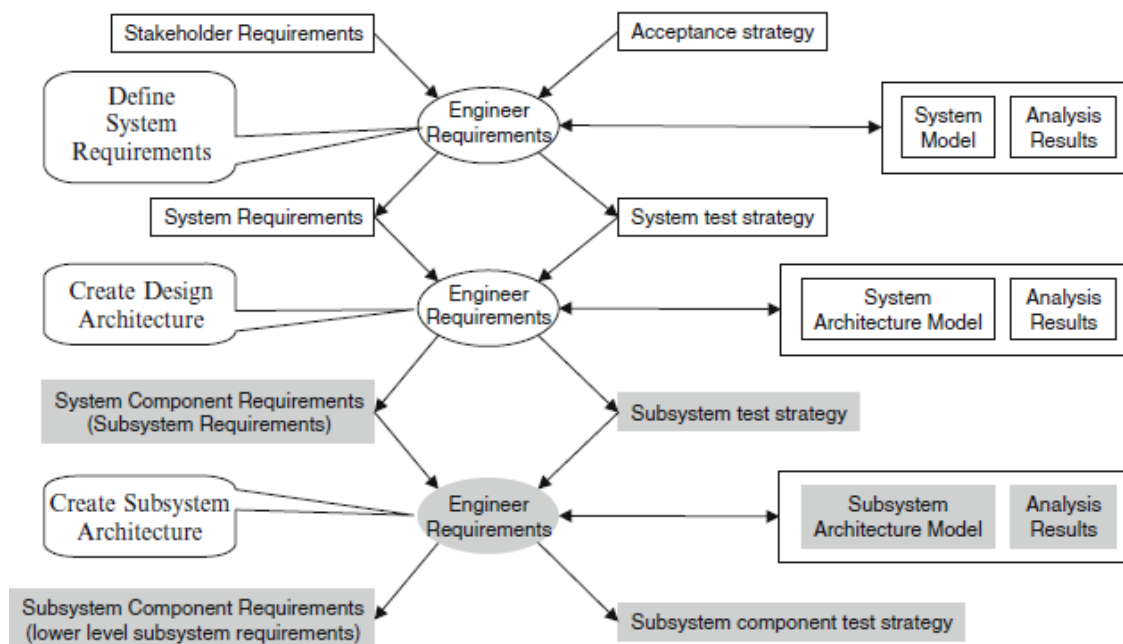 Stakeholder Requirements
Acceptance strategy
Define
System
Requirements
Engineer
Requirements
System
Model
Analysis
Results
System Requirements
System test strategy
Create Design
Architecture
Engineer
Requirements
System
Architecture Model
Analysis
Results
System Component Requirements
(Subsystem Requirements)
Subsystem test strategy
Create Subsystem
Architecture
Engineer
Requirements
Subsystem
Architecture Model
Analysis
Results
Subsystem Component Requirements
(lower level subsystem requirements)
Subsystem component test strategy